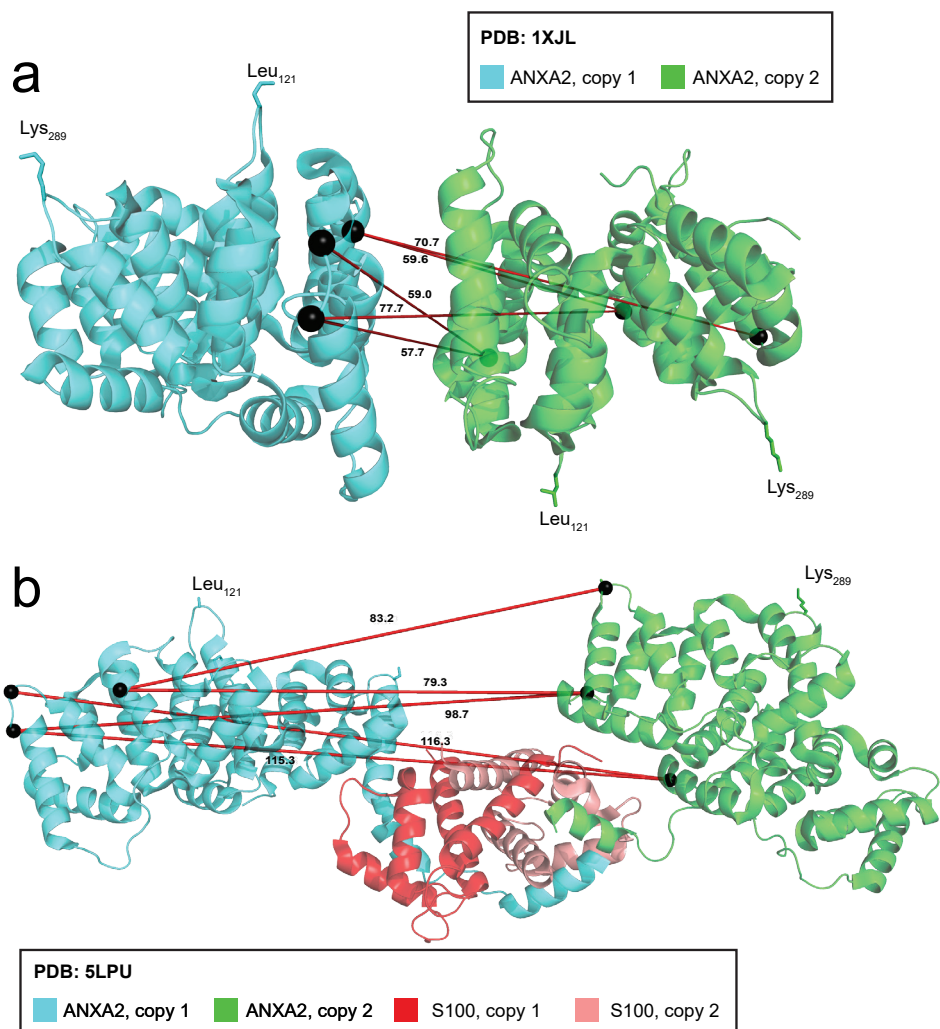 a
PDB: 1XJL
ANXA2, copy 1 ANXA2, copy 2
Leu121
Lys289
70.7
59.6
59.0
77.7
57.7
Lys289
Leu121
b
Leu121
Lys289
83.2
79.3
98.7
116.3
115.3
PDB: 5LPU
ANXA2, copy 1 ANXA2, copy 2 S100, copy 1 S100, copy 2